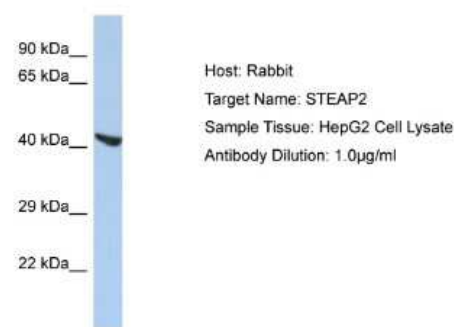 90 kDa
65 kDa
40 kDa
29 kDa
22 kDa
Host: Rabbit
Target Name: STEAP2
Sample Tissue: HepG2 Cell Lysate
Antibody Dilution: 1.0µg/ml